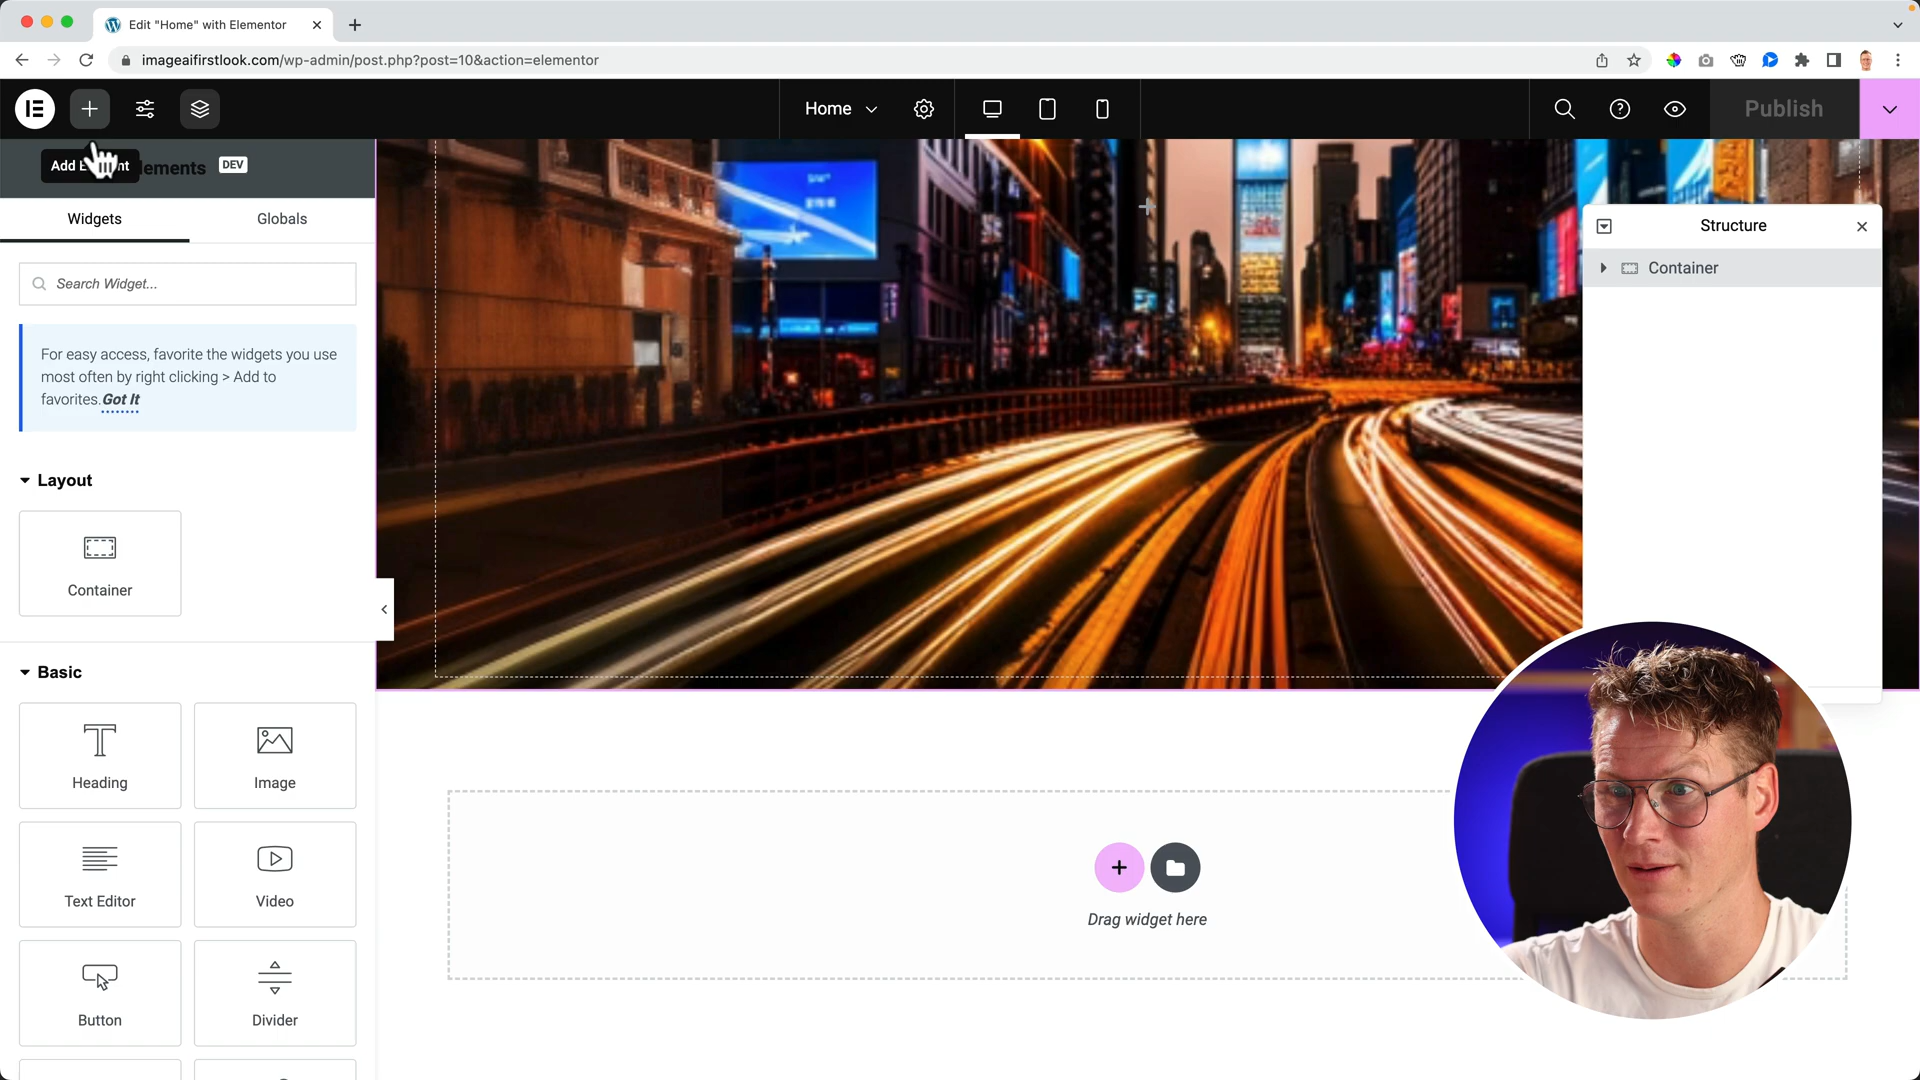 Edit "Home" with Elementor
imageaifirstlook.com/wp-admin/post.php?post=10&action=elementor
Home
Publish
Add E nt
lements
DEV
Widgets
Globals
Search Widget...
For easy access, favorite the widgets you use
most often by right clicking > Add to
favorites. Got It
Layout
Container
Basic
Heading
Image
Text Editor
Video
Button
Divider
Structure
Container
Drag widget here